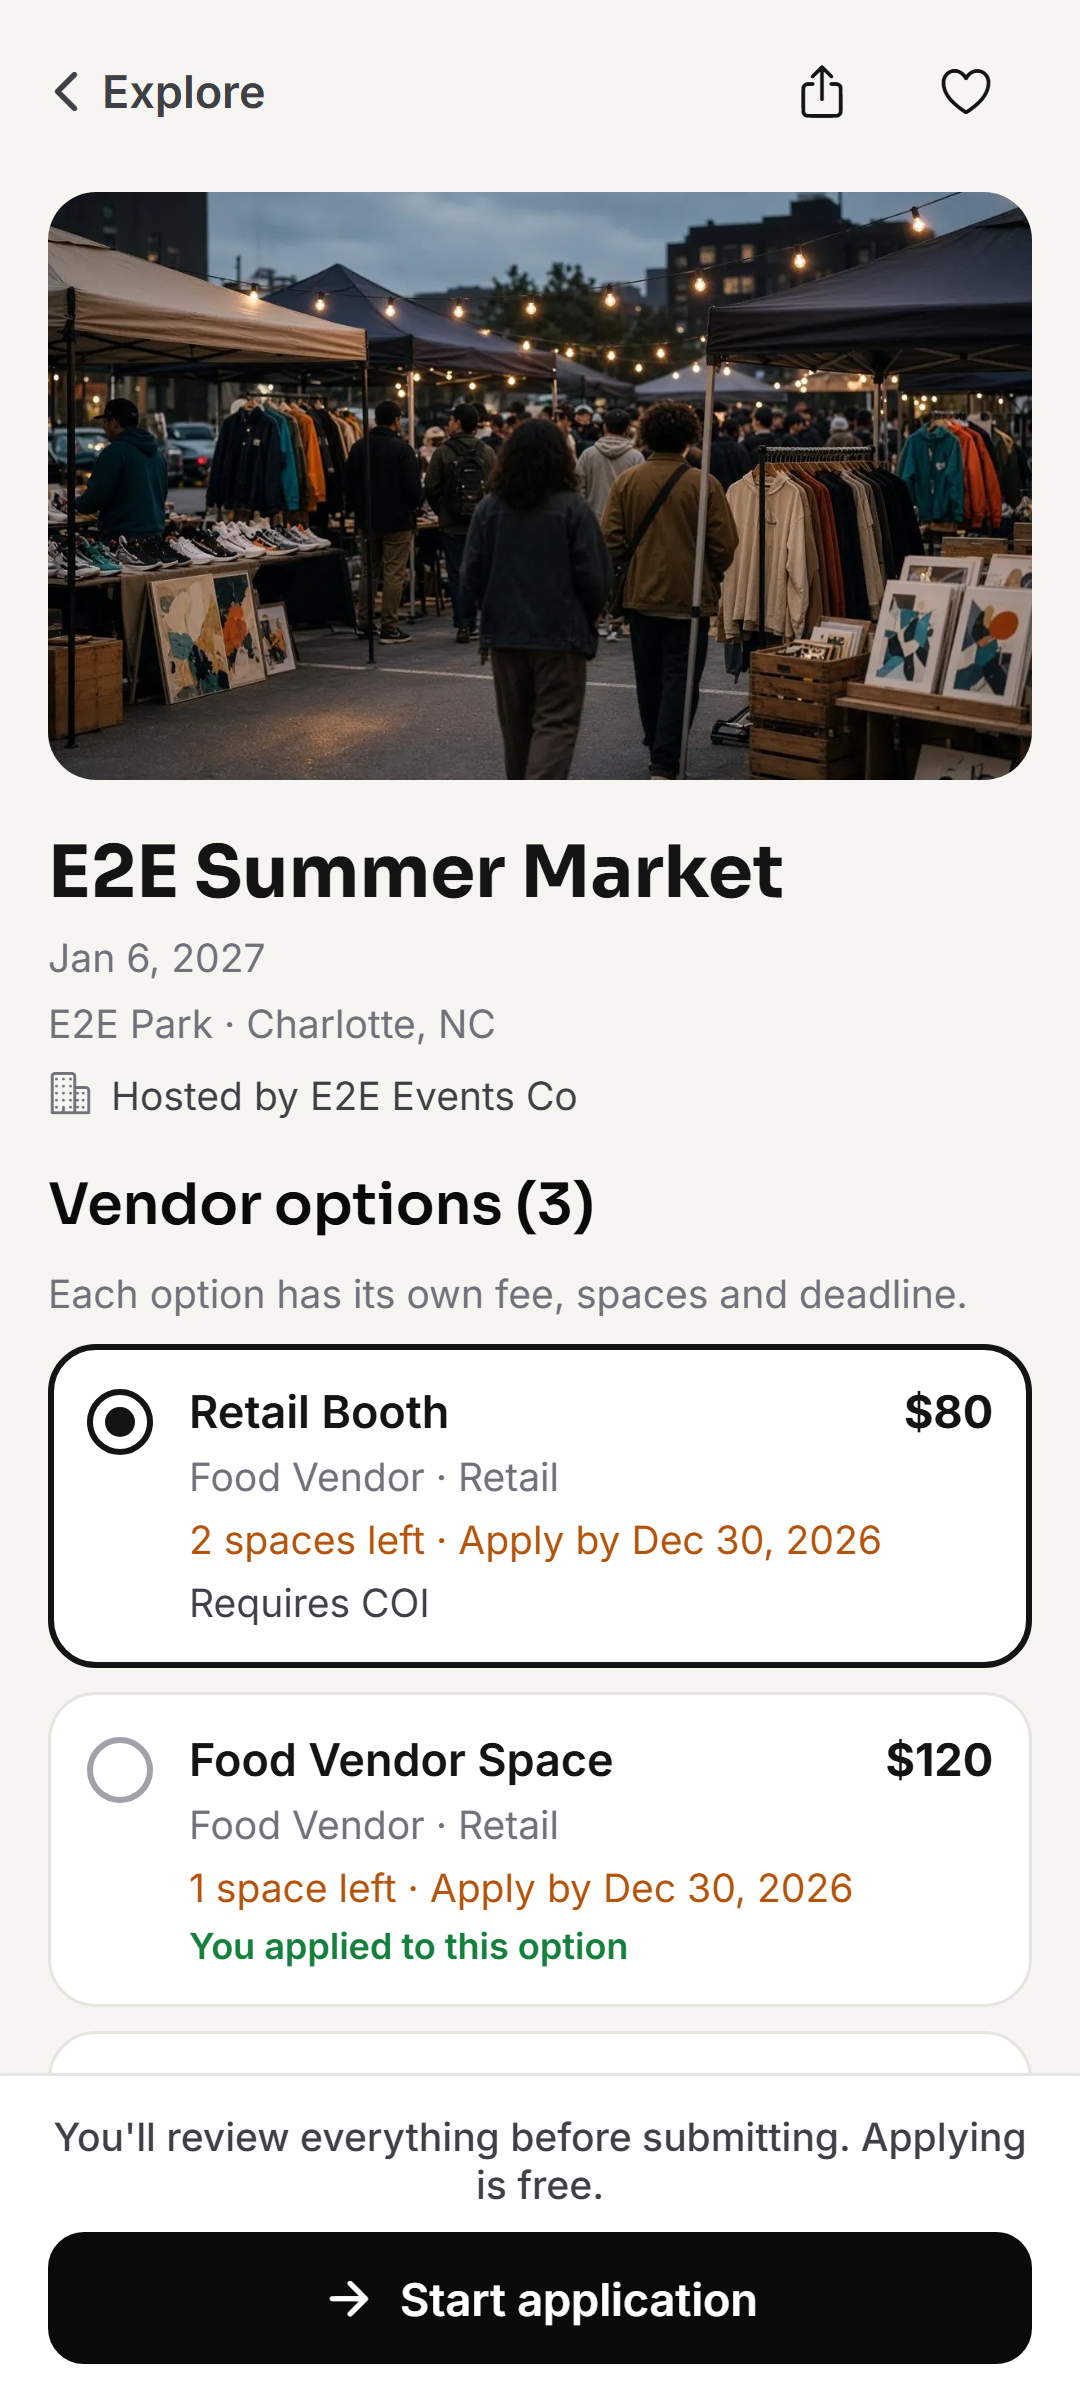 Explore
E2E Summer Market
Jan 6, 2027
E2E Park · Charlotte, NC
Hosted by E2E Events Co
Vendor options (3)
Each option has its own fee, spaces and deadline.
Retail Booth $80
Food Vendor · Retail
2 spaces left · Apply by Dec 30, 2026
Requires COI
Food Vendor Space $120
Food Vendor · Retail
1 space left · Apply by Dec 30, 2026
You applied to this option
You'll review everything before submitting. Applying
is free.
Start application